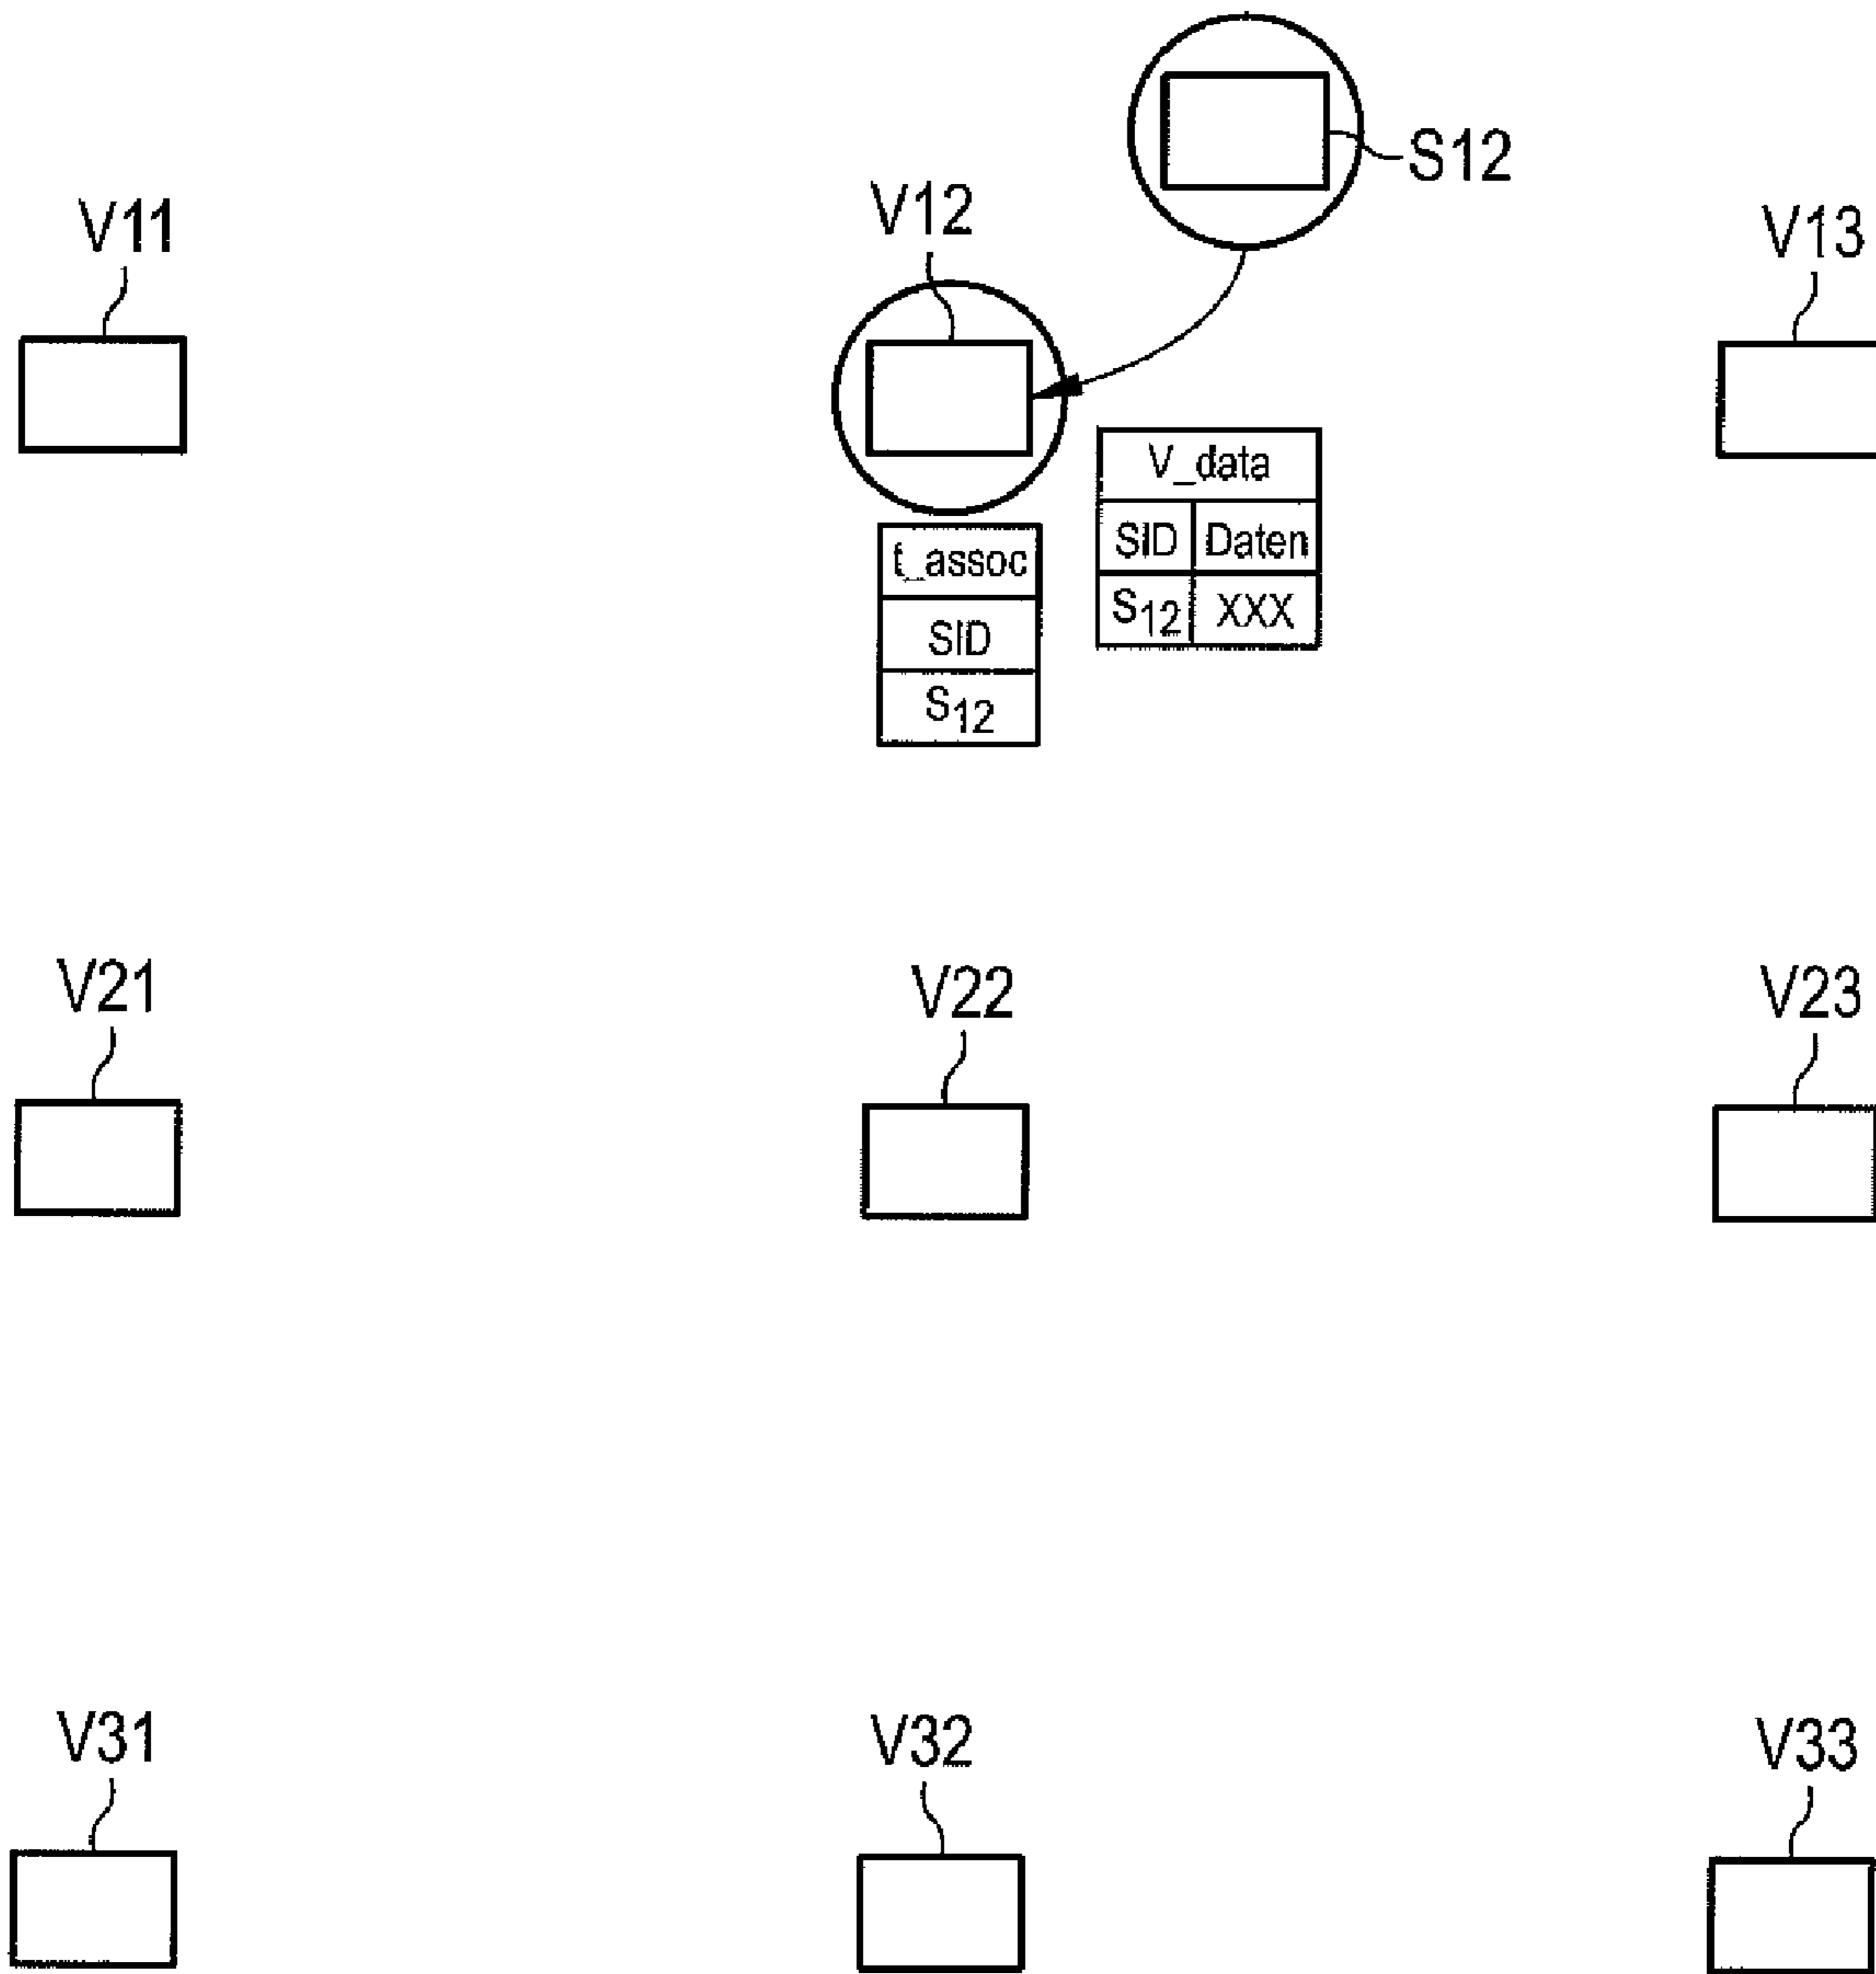 S12
V11
V12
V13
V_data
SID Daten
S12 XXX
t_assoc
SID
S12
V21
V22
V23
V31
V32
V33